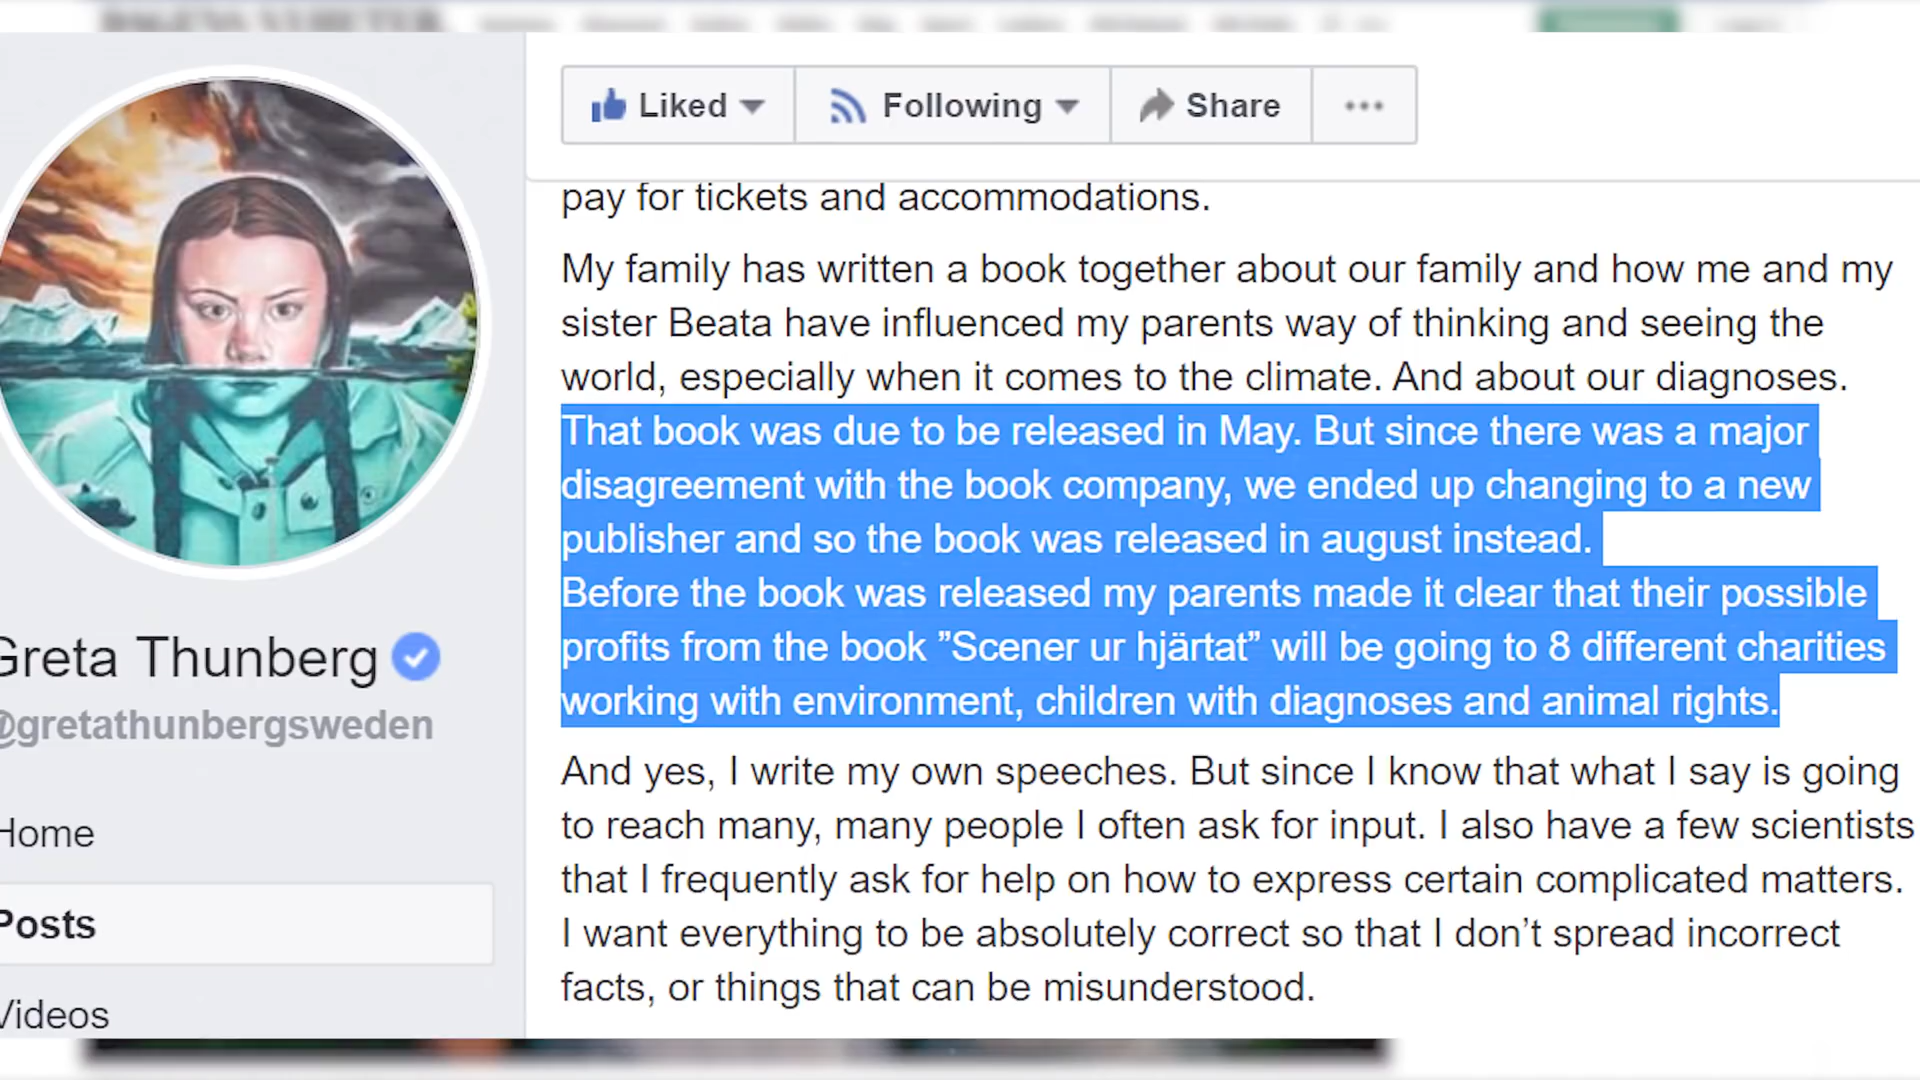 Liked
Following
Share
pay for tickets and accommodations.
My family has written a book together about our family and how me and my
sister Beata have influenced my parents way of thinking and seeing the
world, especially when it comes to the climate. And about our diagnoses.
That book was due to be released in May. But since there was a major
disagreement with the book company, we ended up changing to a new
publisher and so the book was released in august instead.
Before the book was released my parents made it clear that their possible
profits from the book ”Scener ur hjärtat” will be going to 8 different charities
working with environment, children with diagnoses and animal rights.
And yes, I write my own speeches. But since I know that what I say is going
to reach many, many people I often ask for input. I also have a few scientists
that I frequently ask for help on how to express certain complicated matters.
I want everything to be absolutely correct so that I don’t spread incorrect
facts, or things that can be misunderstood.
Greta Thunberg
@gretathunbergsweden
Home
Posts
Videos